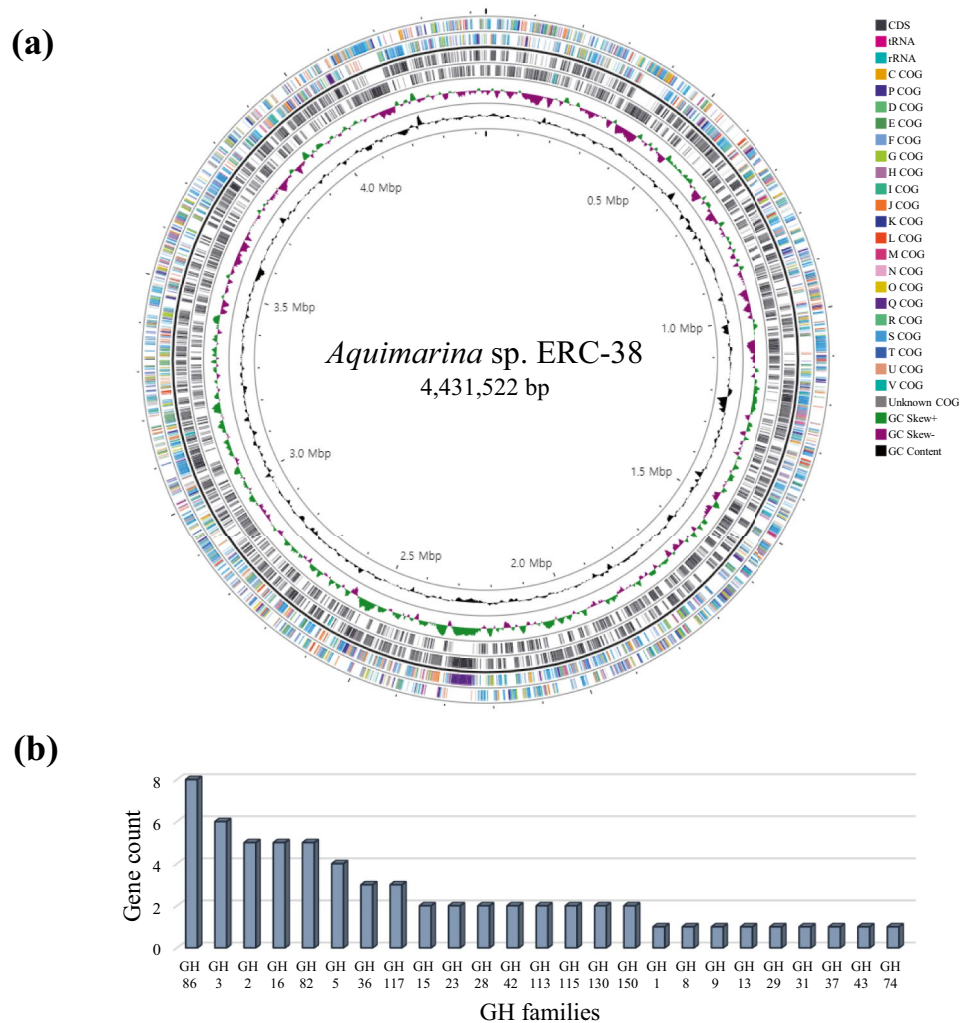 (a)
CDS
tRNA
rRNA
C COG
P COG
D COG
E COG
F COG
G COG
H COG
I COG
J COG
K COG
L COG
M COG
N COG
O COG
Q COG
R COG
S COG
T COG
U COG
V COG
Unknown COG
GC Skew+
GC Skew-
GC Content
4.0 Mbp
0.5 Mbp
3.5 Mbp
1.0 Mbp
Aquimarina sp. ERC-38
4,431,522 bp
3.0 Mbp
1.5 Mbp
2.5 Mbp
2.0 Mbp
(b)
Gene count
8
6
4
2
0
GH GH GH GH GH GH GH GH GH GH GH GH GH GH GH GH GH GH GH GH GH GH GH GH GH
86 3 2 16 82 5 36 117 15 23 28 42 113 115 130 150 1 8 9 13 29 31 37 43 74
GH families